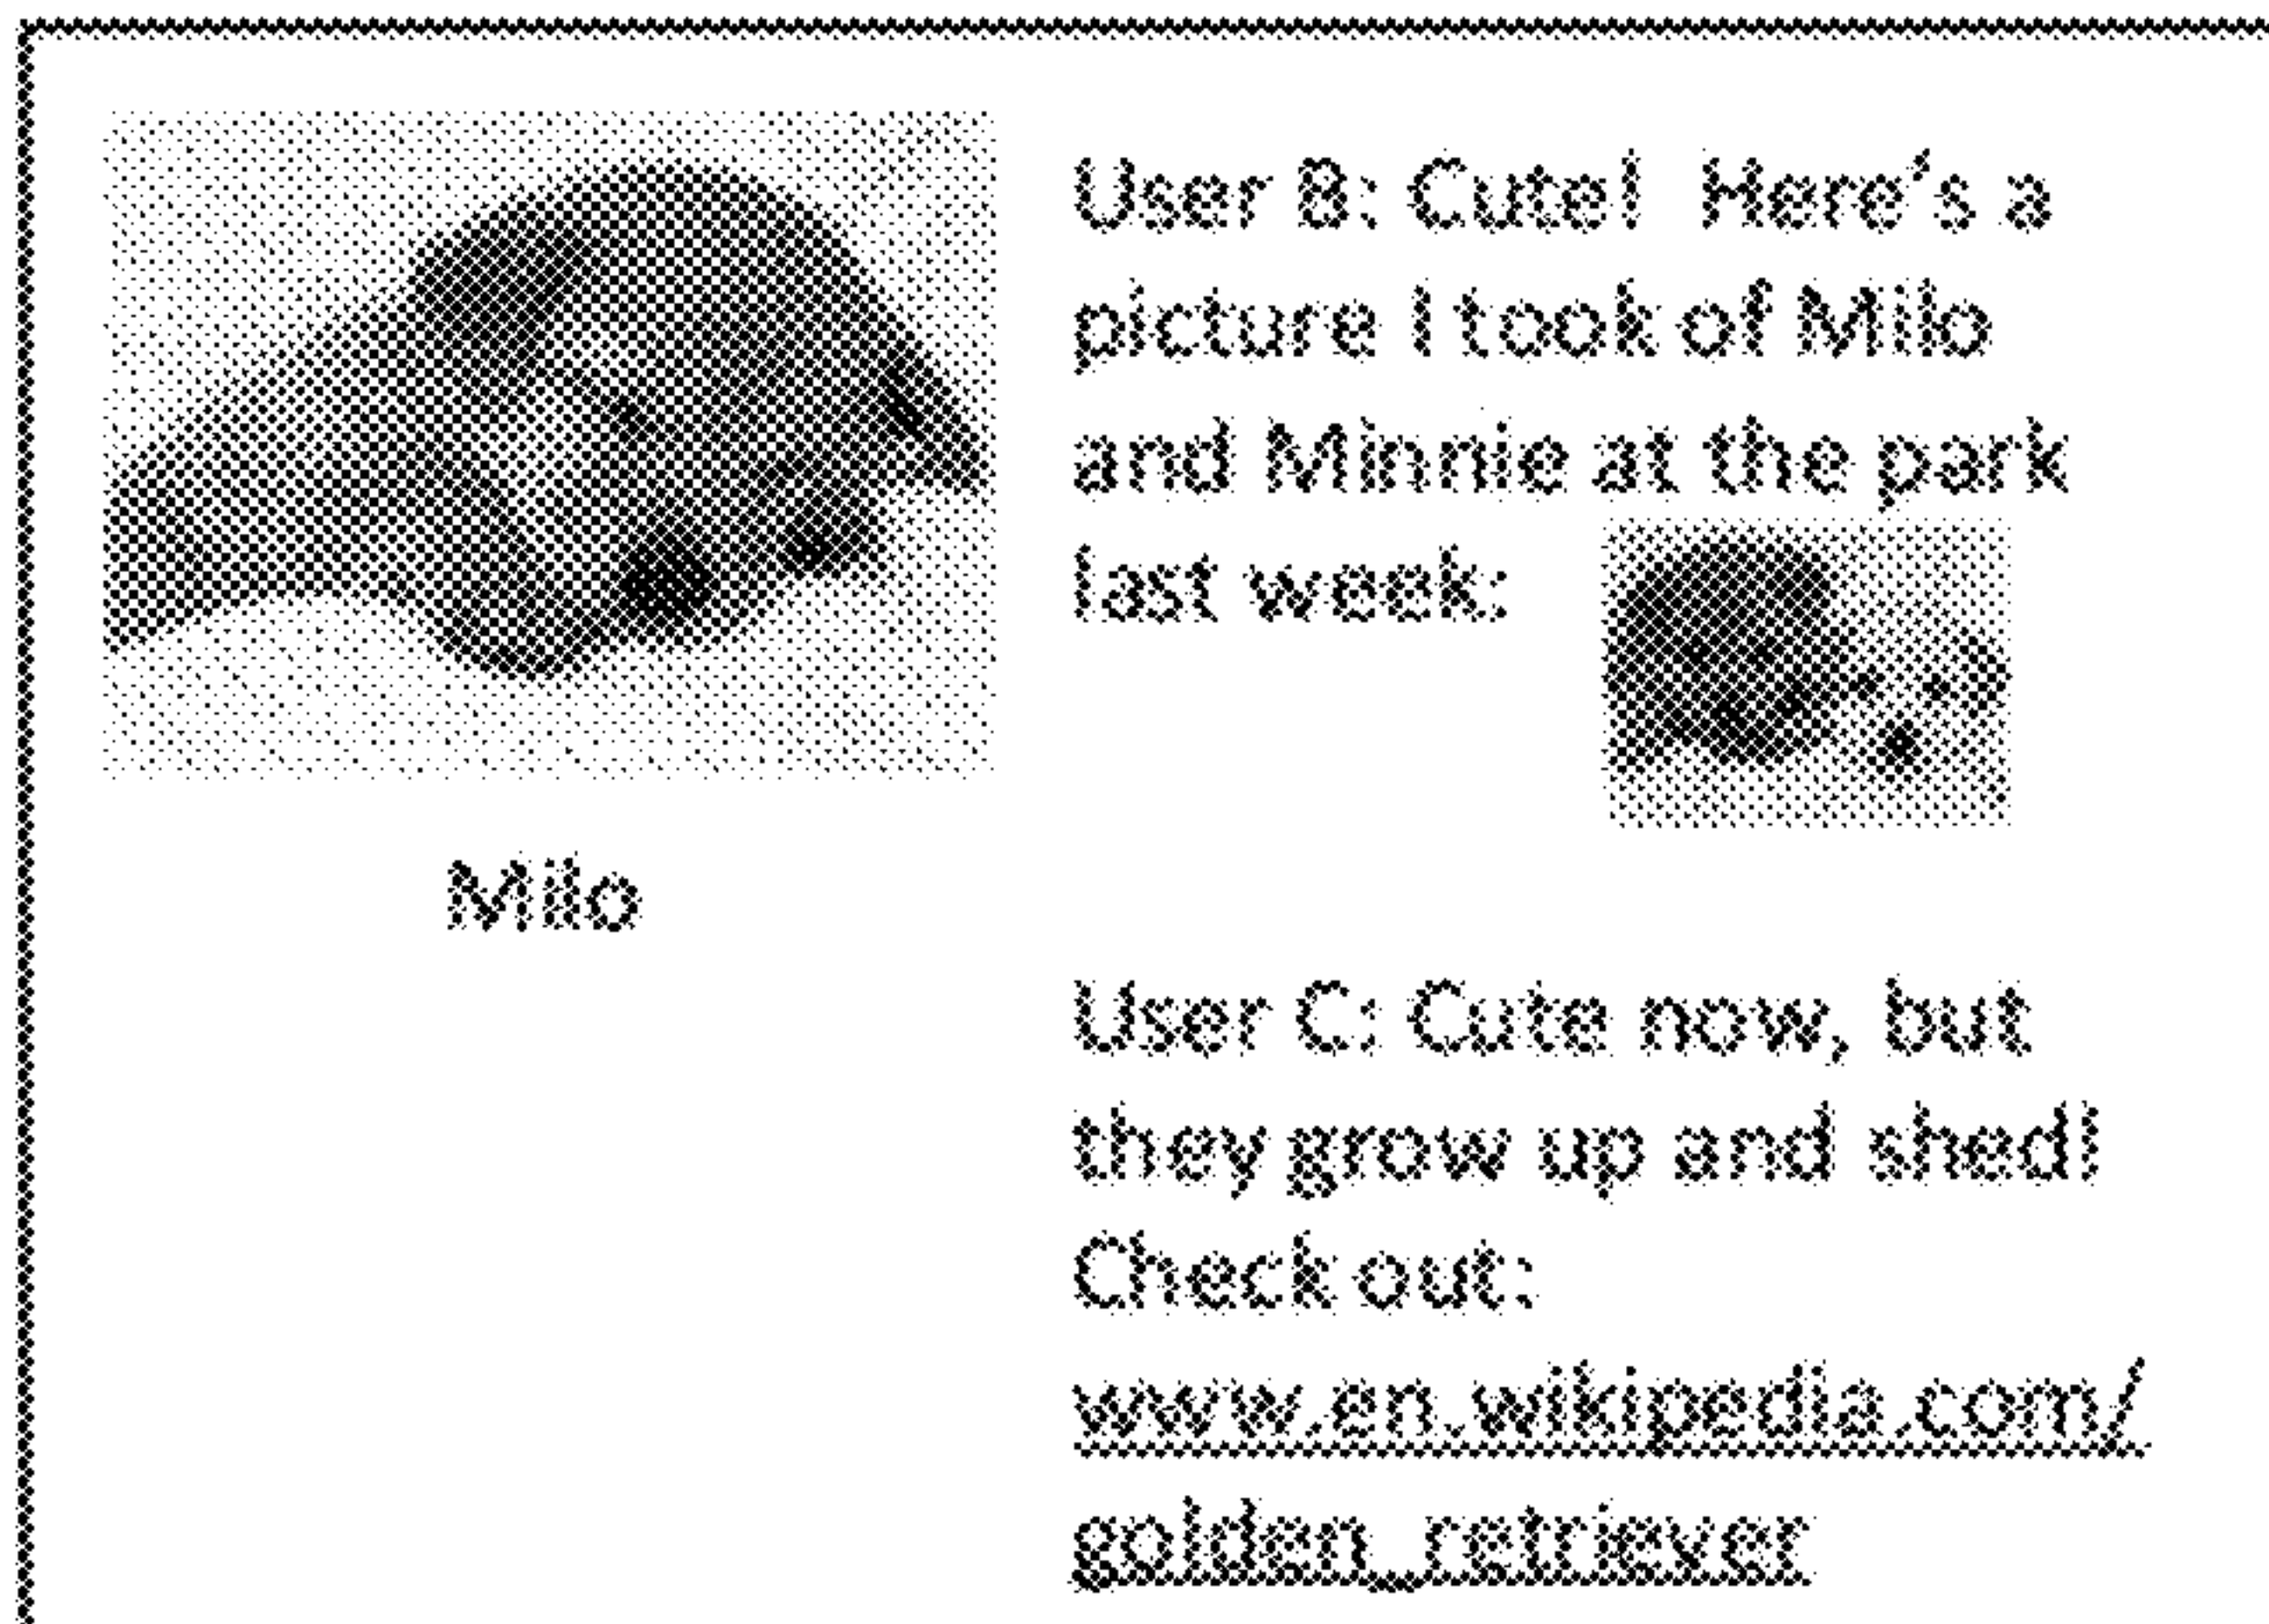 Milo
User B: Cute!  Here's a
picture I took of Milo
and Minnie at the park
last week:
User C: Cute now, but
they grow up and shed!
Check out:
www.en.wikipedia.com/
golden_retriever